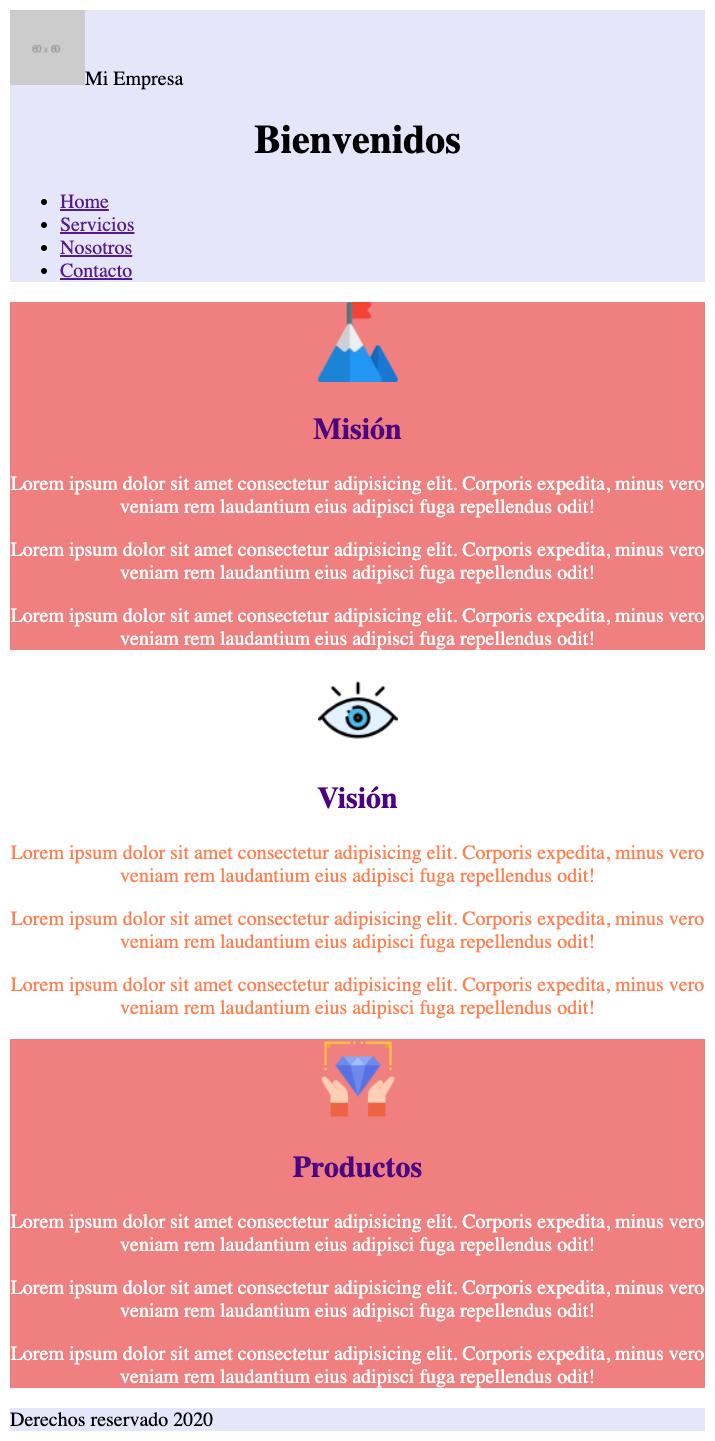 60 x 60
Mi Empresa
Bienvenidos
Home
Servicios
Nosotros
Contacto
Misión
Lorem ipsum dolor sit amet consectetur adipisicing elit. Corporis expedita, minus vero
veniam rem laudantium eius adipisci fuga repellendus odit!
Lorem ipsum dolor sit amet consectetur adipisicing elit. Corporis expedita, minus vero
veniam rem laudantium eius adipisci fuga repellendus odit!
Lorem ipsum dolor sit amet consectetur adipisicing elit. Corporis expedita, minus vero
veniam rem laudantium eius adipisci fuga repellendus odit!
Visión
Lorem ipsum dolor sit amet consectetur adipisicing elit. Corporis expedita, minus vero
veniam rem laudantium eius adipisci fuga repellendus odit!
Lorem ipsum dolor sit amet consectetur adipisicing elit. Corporis expedita, minus vero
veniam rem laudantium eius adipisci fuga repellendus odit!
Lorem ipsum dolor sit amet consectetur adipisicing elit. Corporis expedita, minus vero
veniam rem laudantium eius adipisci fuga repellendus odit!
Productos
Lorem ipsum dolor sit amet consectetur adipisicing elit. Corporis expedita, minus vero
veniam rem laudantium eius adipisci fuga repellendus odit!
Lorem ipsum dolor sit amet consectetur adipisicing elit. Corporis expedita, minus vero
veniam rem laudantium eius adipisci fuga repellendus odit!
Lorem ipsum dolor sit amet consectetur adipisicing elit. Corporis expedita, minus vero
veniam rem laudantium eius adipisci fuga repellendus odit!
Derechos reservado 2020